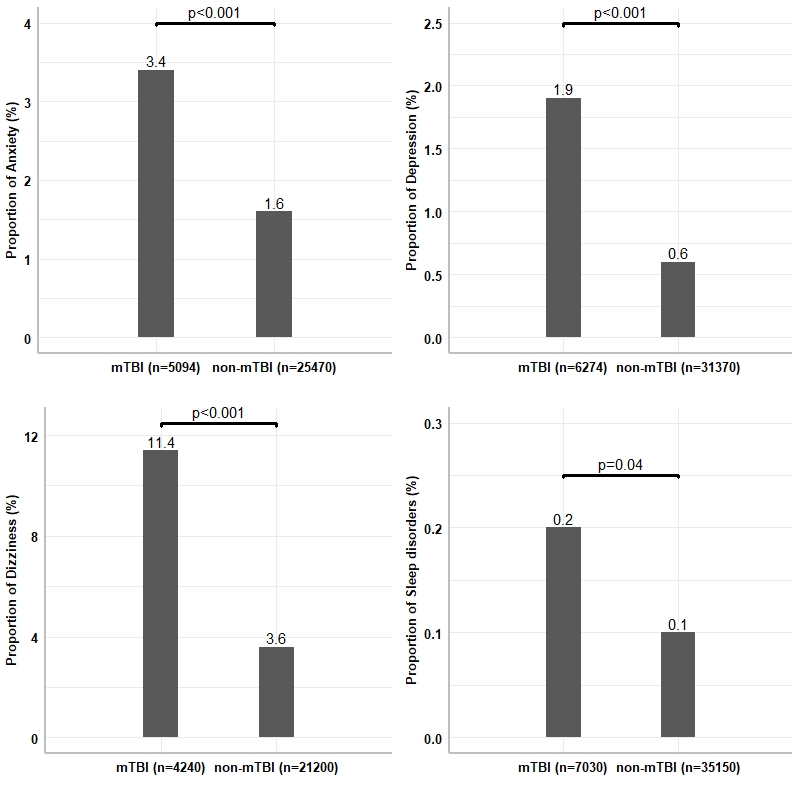 p<0.001
4
3.4
3
2
1.6
1
0
Proportion of Anxiety (%)
mTBI (n=5094) non-mTBI (n=25470)
p<0.001
2.5
2.0
1.9
1.5
1.0
0.6
0.5
0.0
Proportion of Depression (%)
mTBI (n=6274) non-mTBI (n=31370)
p<0.001
12
11.4
8
4
3.6
0
Proportion of Dizziness (%)
mTBI (n=4240) non-mTBI (n=21200)
0.3
p=0.04
0.2
0.2
0.1
0.1
0.0
Proportion of Sleep disorders (%)
mTBI (n=7030) non-mTBI (n=35150)